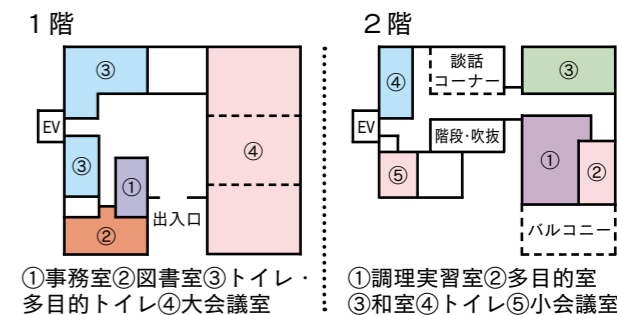 1階
③
EV
③
①
④
出入口
②
①事務室②図書室③トイレ・
多目的トイレ④大会議室
2階
④
談話
コーナー
③
EV
階段・吹抜
①
②
⑤
バルコニー
①調理実習室②多目的室
③和室④トイレ⑤小会議室